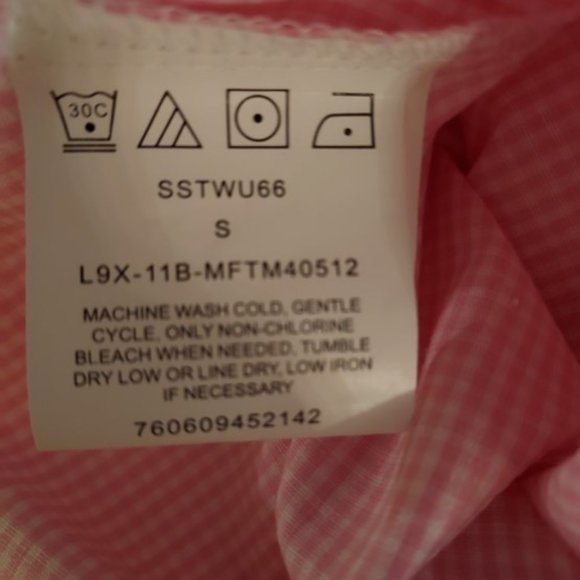 30C
SSTWU66
S
L9X-11B-MFTM40512
MACHINE WASH COLD, GENTLE
CYCLE, ONLY NON-CHLORINE
BLEACH WHEN NEEDED, TUMBLE
DRY LOW OR LINE DRY, LOW IRON
IF NECESSARY
760609452142